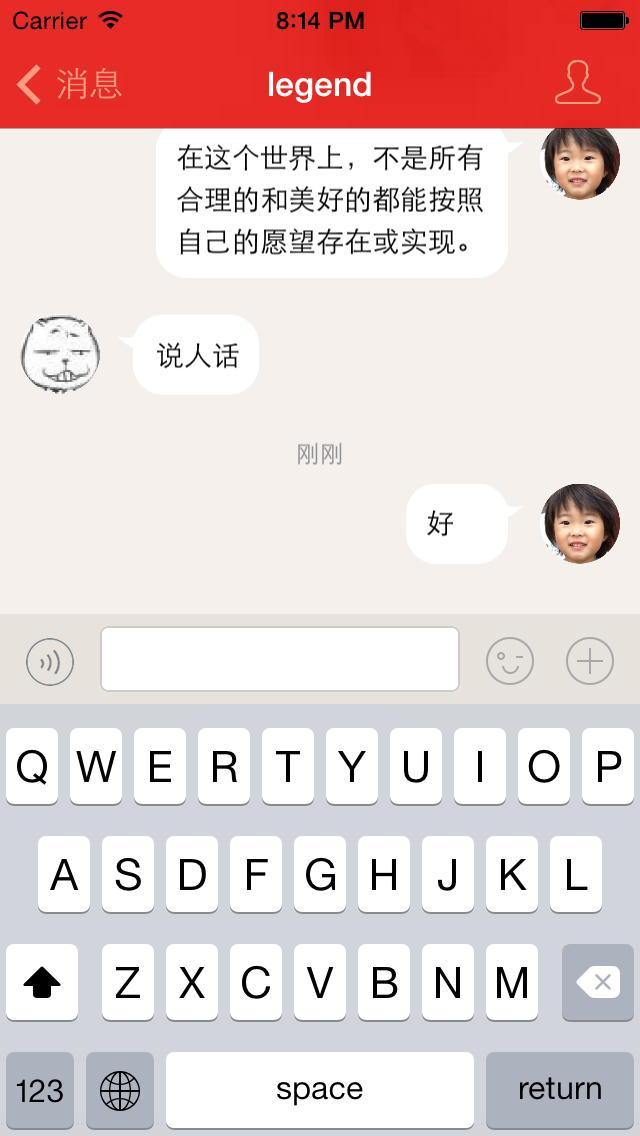 Carrier 8:14 PM
消息 legend
在这个世界上，不是所有
合理的和美好的都能按照
自己的愿望存在或实现。
说人话
刚刚
好
Q W E R T Y U I O P
A S D F G H J K L
Z X C V B N M
123 space return